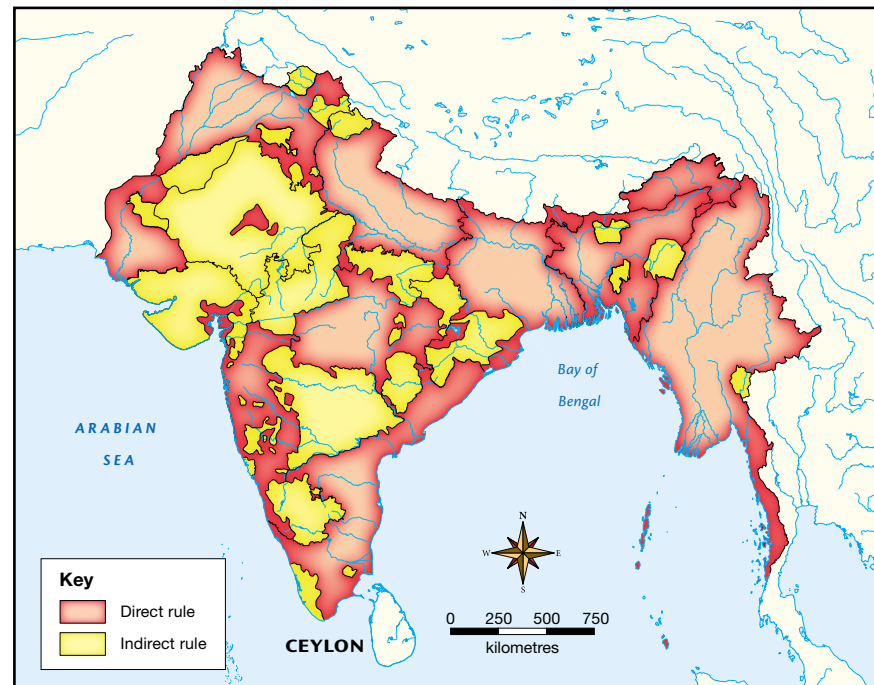 Bay of
Bengal
ARABIAN
SEA
N
W E
S
Key
Direct rule
Indirect rule
CEYLON
0 250 500 750
kilometres